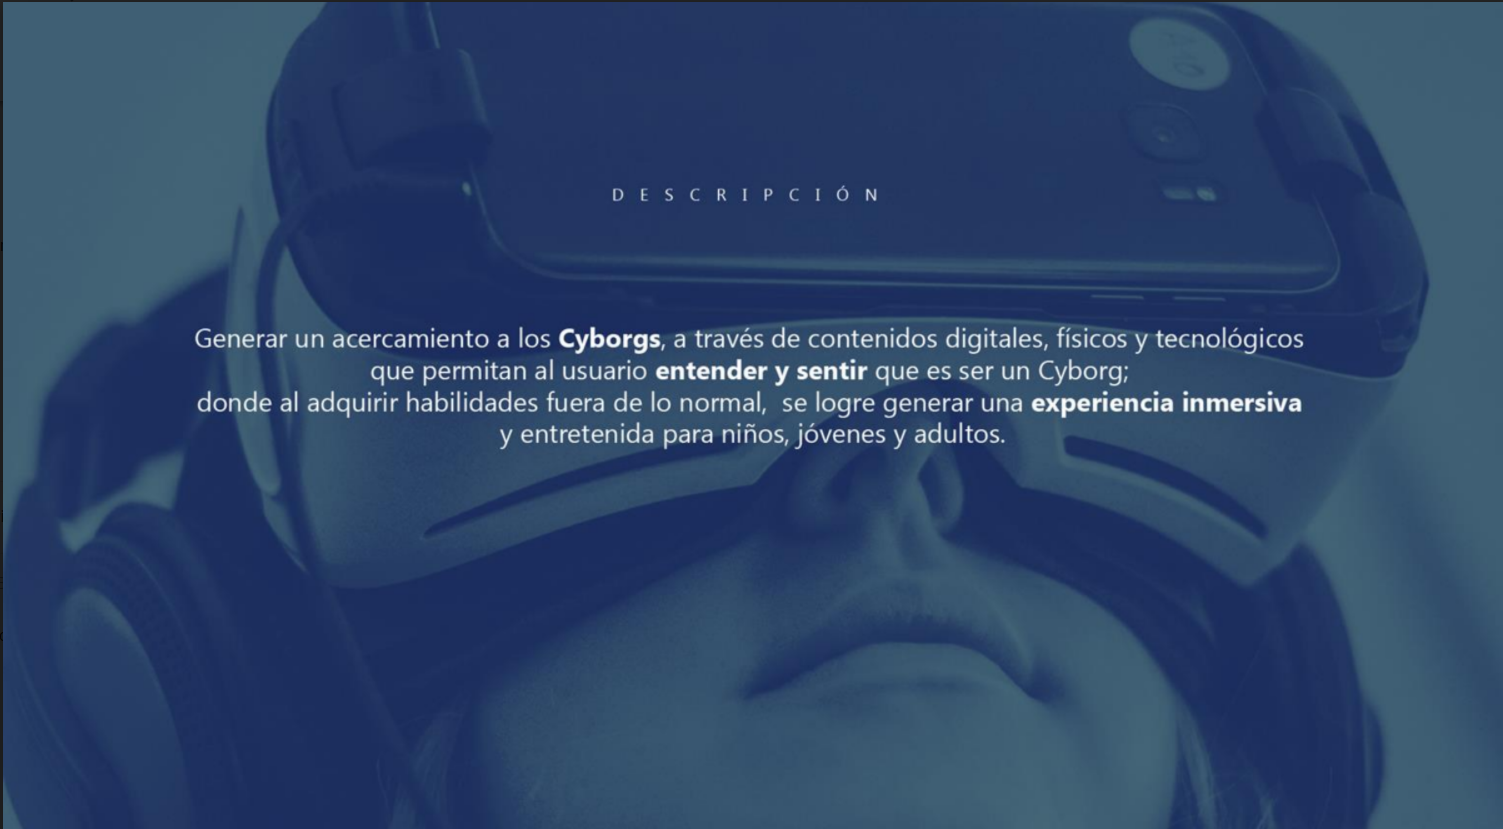 DESCRIPCIÓN
Generar un acercamiento a los Cyborgs, a través de contenidos digitales, físicos y tecnológicos
que permitan al usuario entender y sentir que es ser un Cyborg;
donde al adquirir habilidades fuera de lo normal,  se logre generar una experiencia inmersiva
y entretenida para niños, jóvenes y adultos.